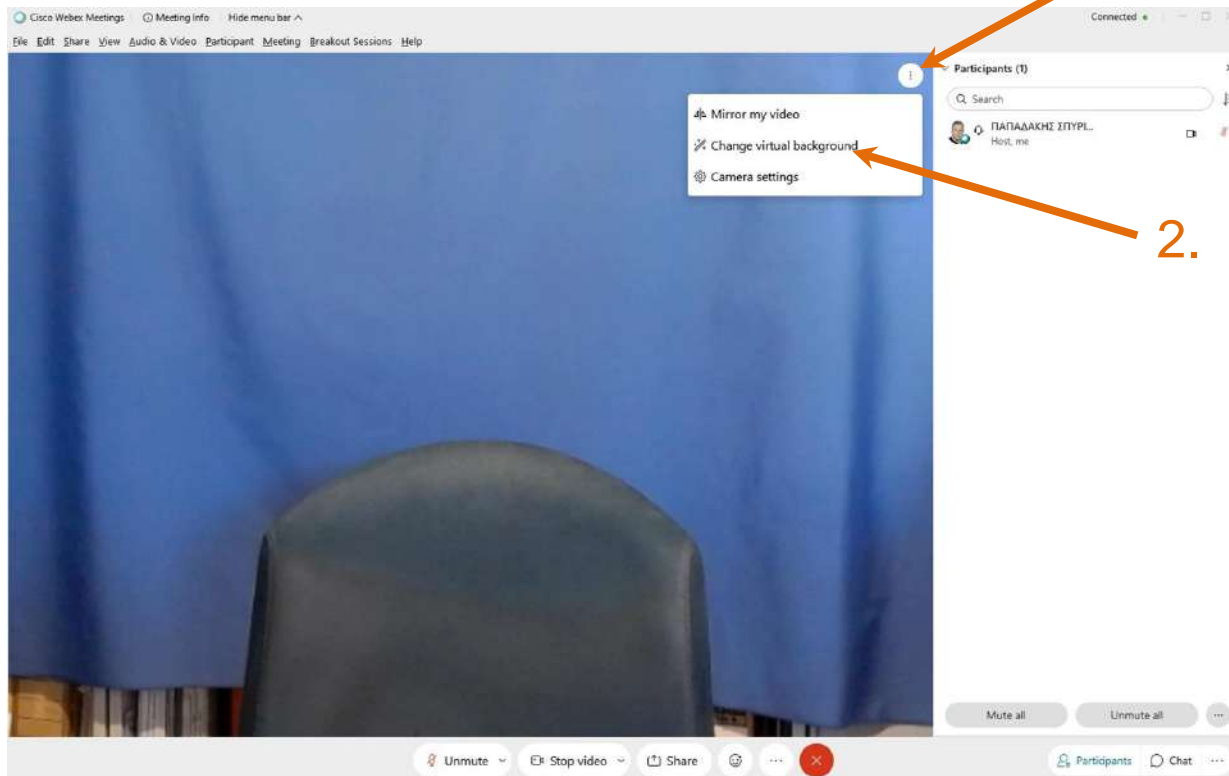 Cisco Webex Meetings Meeting Info Hide menu bar Connected
File Edit Share View Audio & Video Participant Meeting Breakout Sessions Help
Participants (1)
Search
Mirror my video
ΠΑΠΑΔΑΚΗΣ ΣΠΥΡΙ...
Host, me
Change virtual background
Camera settings
2.
Mute all Unmute all
Unmute Stop video Share Participants Chat